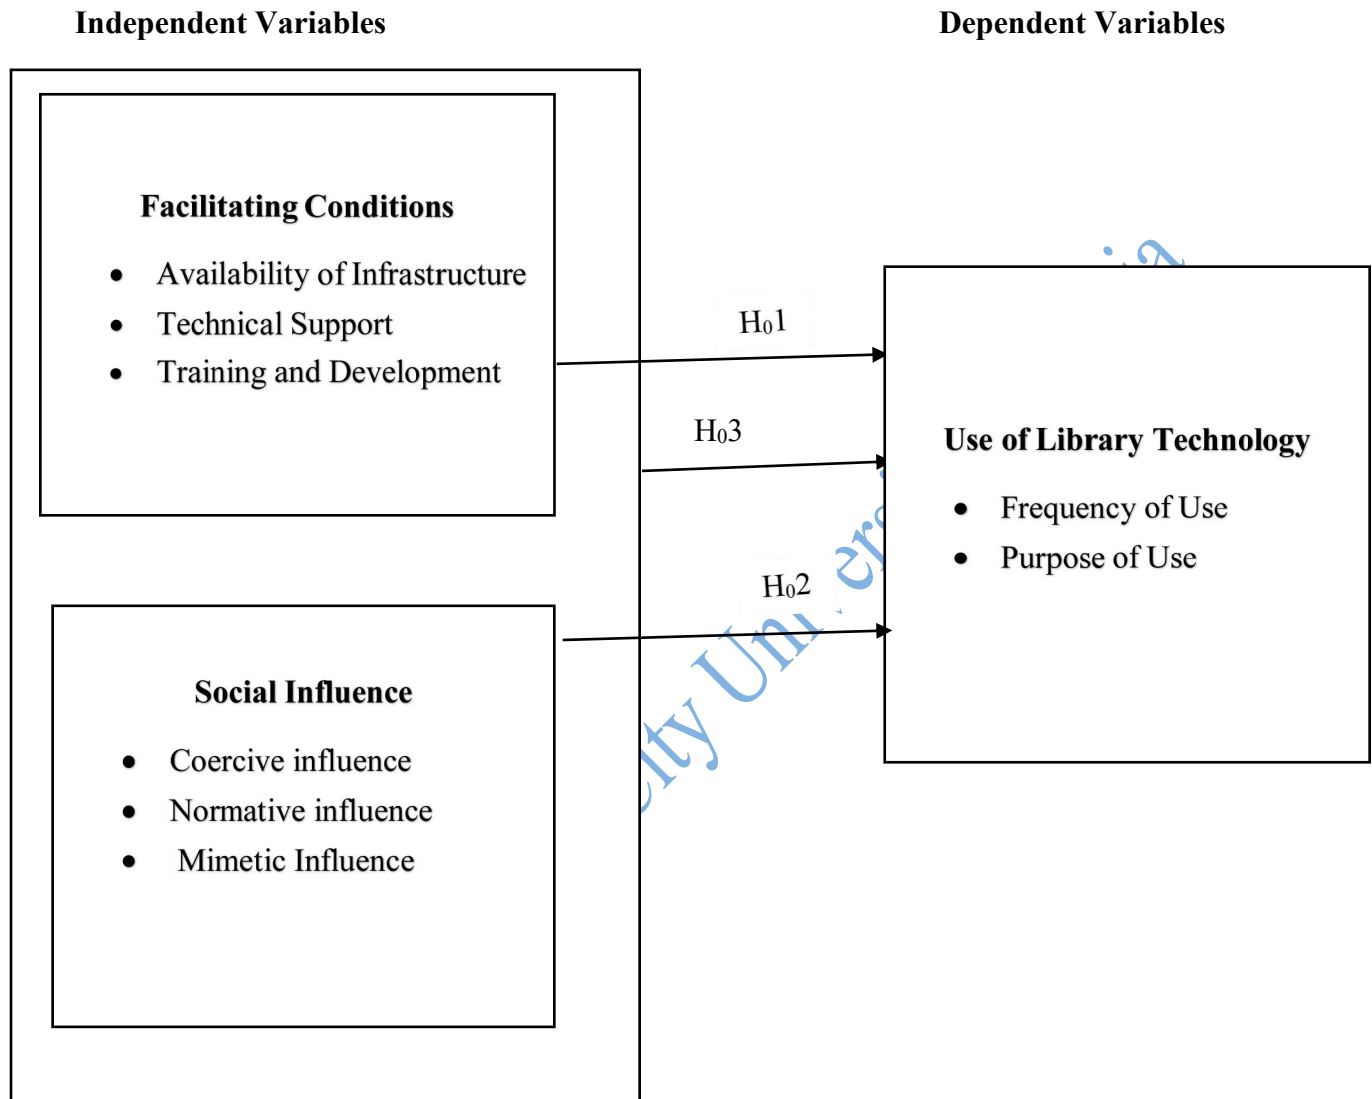 Independent Variables
Dependent Variables
Facilitating Conditions
• Availability of Infrastructure
• Technical Support
• Training and Development
H₀1
H₀3
Use of Library Technology
• Frequency of Use
• Purpose of Use
H₀2
Social Influence
• Coercive influence
• Normative influence
• Mimetic Influence